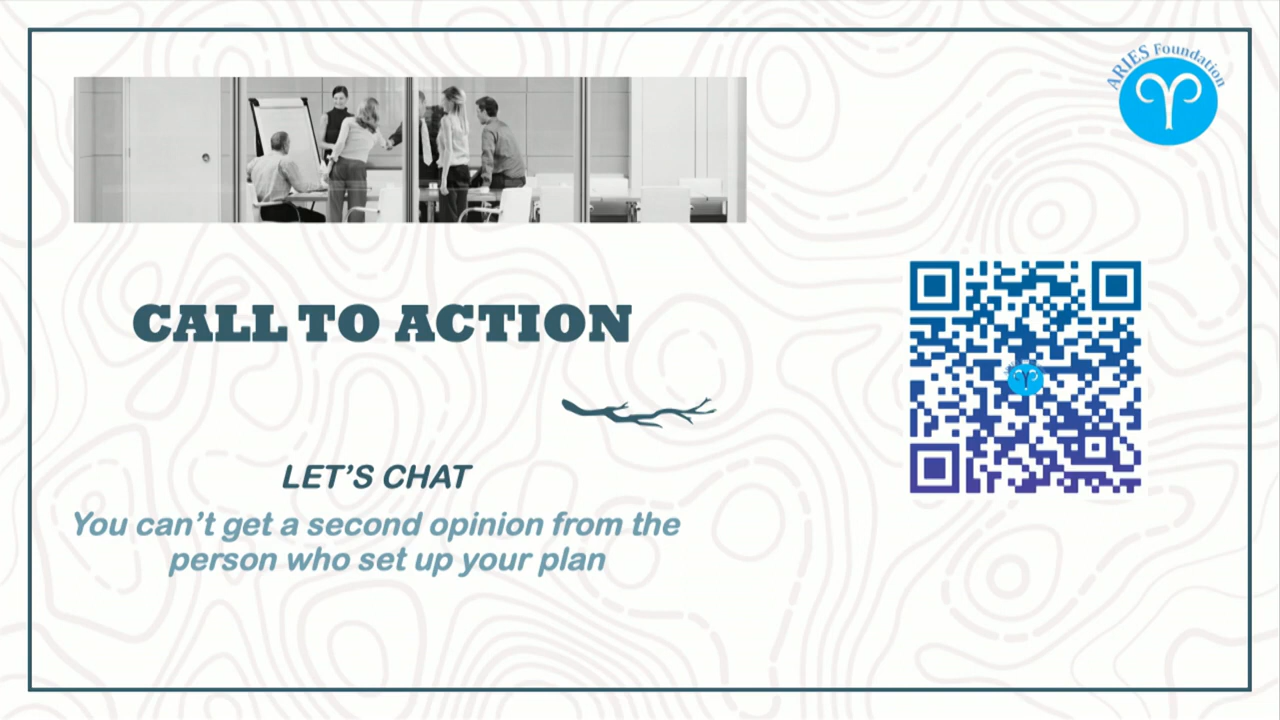 ARIES Foundation
CALL TO ACTION
LET'S CHAT
You can't get a second opinion from the
person who set up your plan